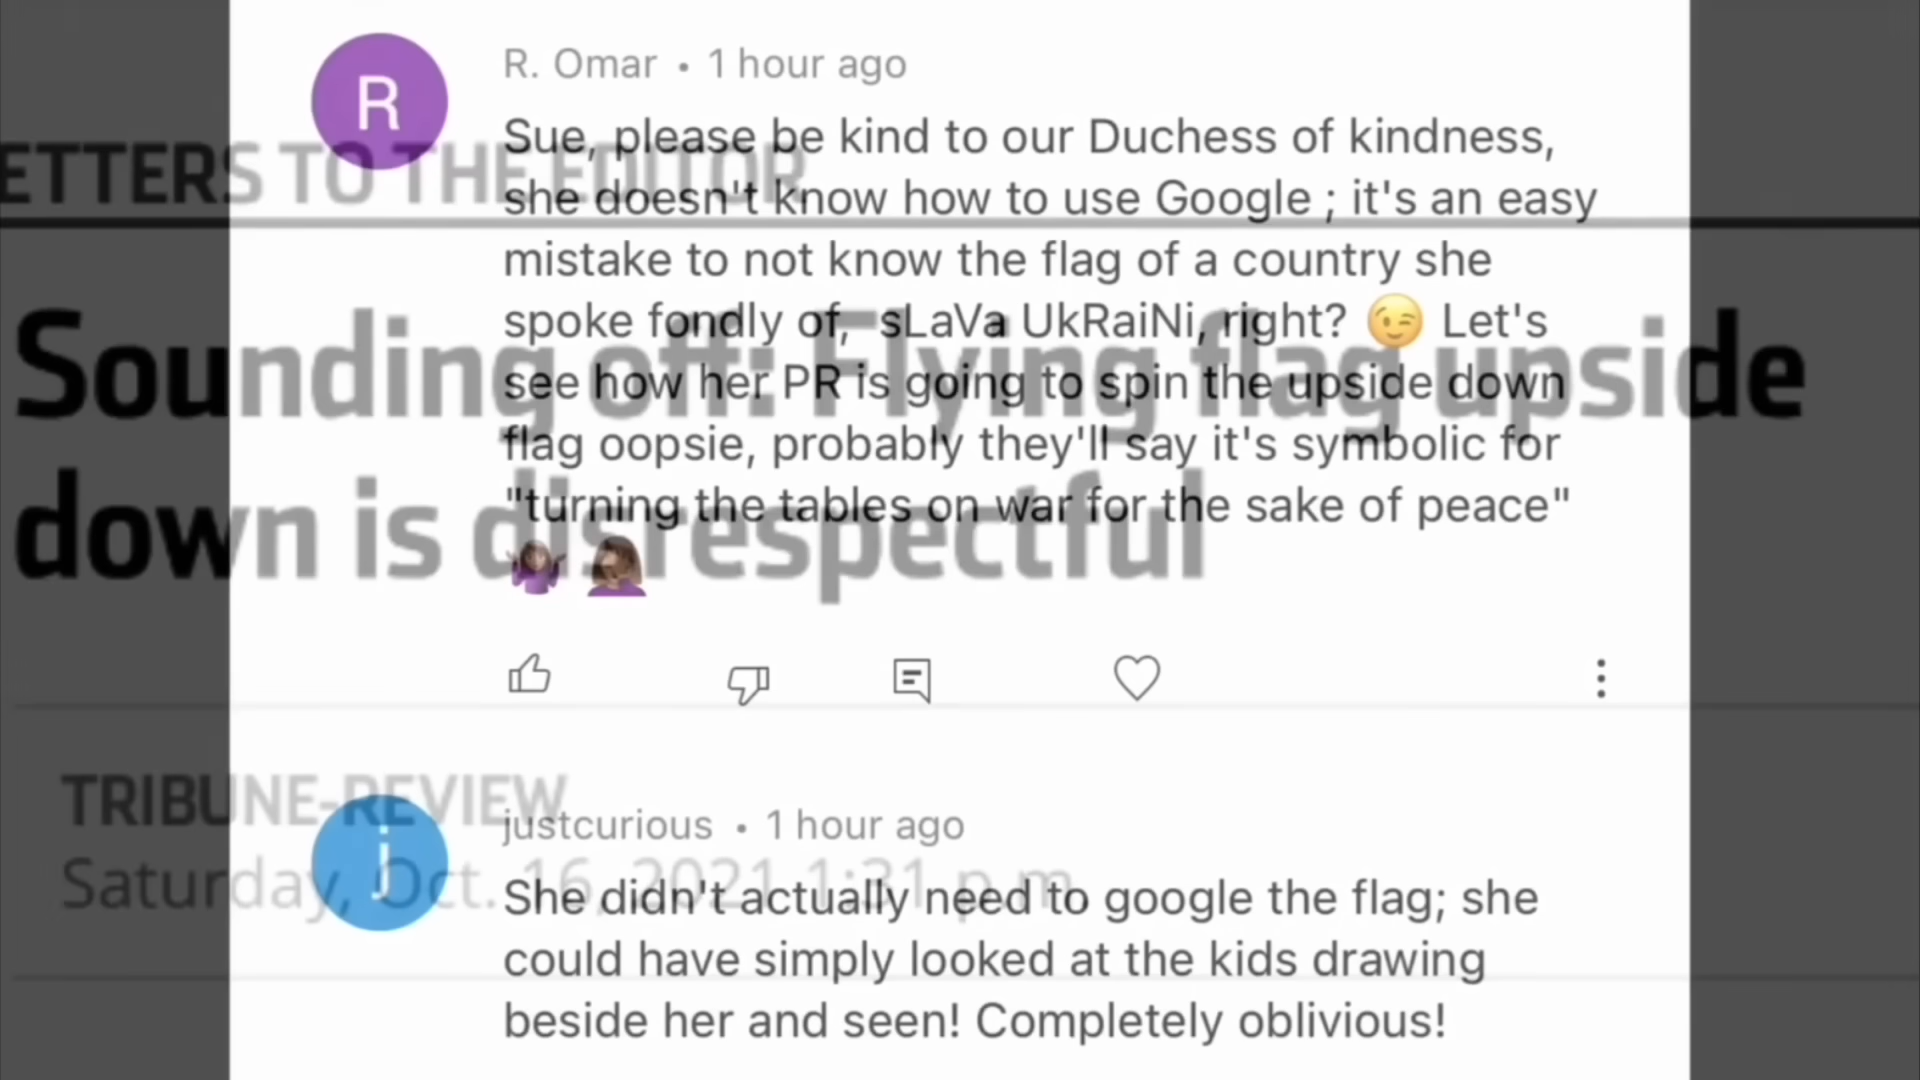 R. Omar • 1 hour ago
Sue, please be kind to our Duchess of kindness,
she doesn't know how to use Google ; it's an easy
mistake to not know the flag of a country she
spoke fondly of, sLaVa UkRaiNi, right? 😉 Let's
see how her PR is going to spin the upside down
flag oopsie, probably they'll say it's symbolic for
"turning the tables on war for the sake of peace"
R
ETTERS TO THE EDITOR
Sounding off: Flying flag upside
down is disrespectful
TRIBUNE-REVIEW
Saturday, Oct. 16, 2021 1:31 p.m.
j
justcurious • 1 hour ago
She didn't actually need to google the flag; she
could have simply looked at the kids drawing
beside her and seen! Completely oblivious!